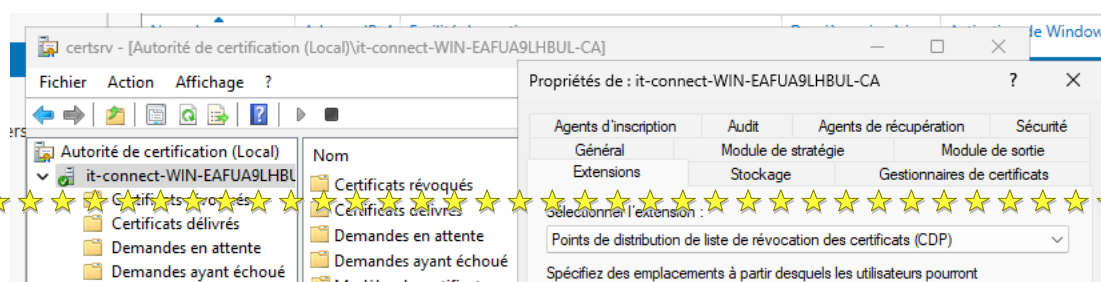 de Window
certsrv - [Autorité de certification (Local)\it-connect-WIN-EAFUA9LHBUL-CA]
Fichier Action Affichage ?
Autorité de certification (Local)
it-connect-WIN-EAFUA9LHBU
Certificats révoqués
Certificats délivrés
Demandes en attente
Demandes ayant échoué
Nom
Certificats révoqués
Certificats délivrés
Demandes en attente
Demandes ayant échoué
Propriétés de : it-connect-WIN-EAFUA9LHBUL-CA ?
Agents d'inscription Audit Agents de récupération Sécurité
Général Module de stratégie Module de sortie
Extensions Stockage Gestionnaires de certificats
Sélectionner l'extension :
Points de distribution de liste de révocation des certificats (CDP)
Spécifiez des emplacements à partir desquels les utilisateurs pourront